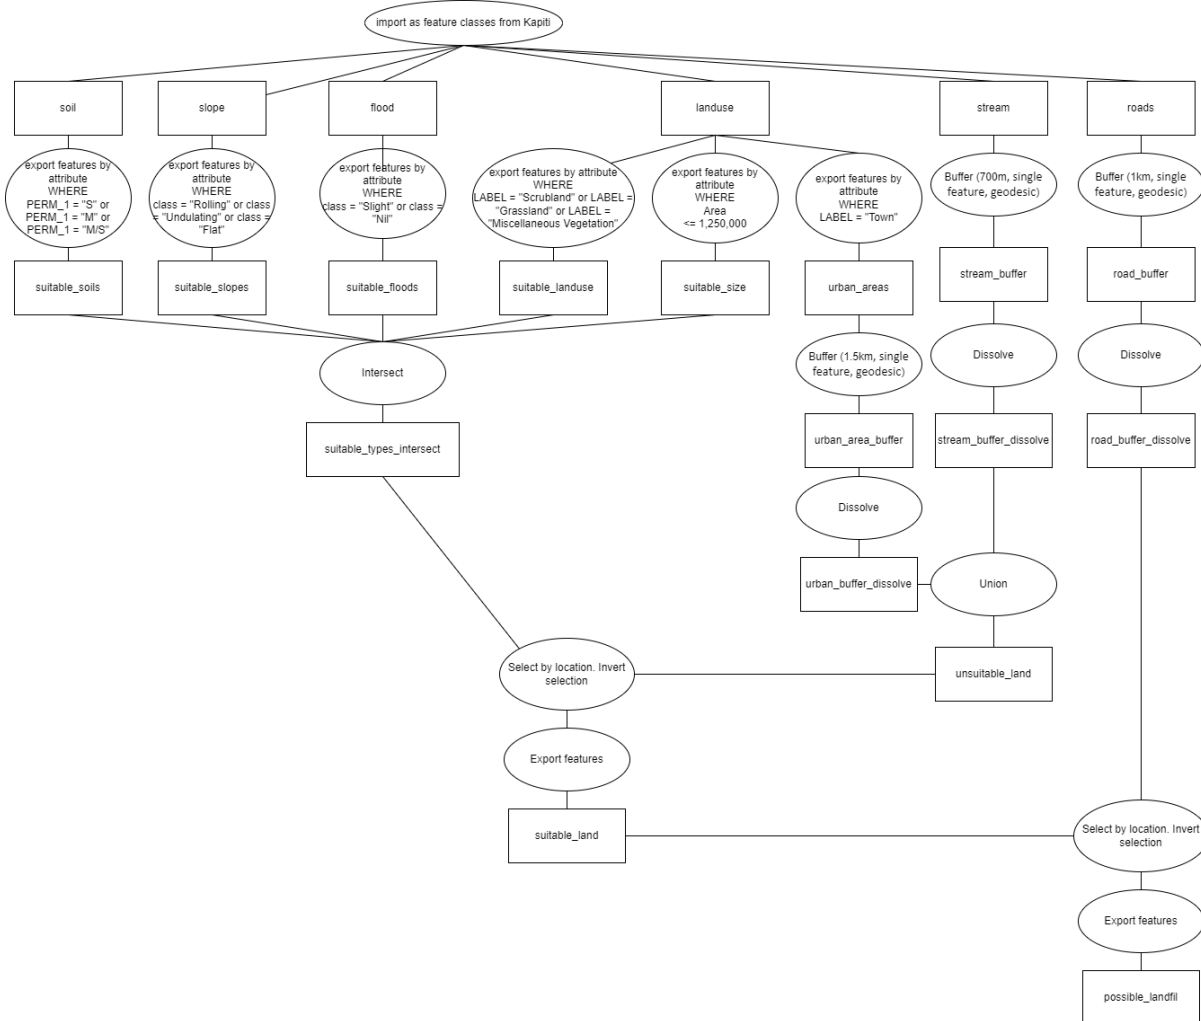 import as feature classes from Kapiti
soil
slope
flood
landuse
stream
roads
export features by
attribute
WHERE
PERM_1 = "S" or
PERM_1 = "M" or
PERM_1 = "M/S"
export features by
attribute
WHERE
class = "Rolling" or class
= "Undulating" or class =
"Flat"
export features by
attribute
WHERE
class = "Slight" or class =
"Nil"
export features by attribute
WHERE
LABEL = "Scrubland" or LABEL =
"Grassland" or LABEL =
"Miscellaneous Vegetation"
export features by
attribute
WHERE
Area
<= 1,250,000
export features by
attribute
WHERE
LABEL = "Town"
Buffer (700m, single
feature, geodesic)
Buffer (1km, single
feature, geodesic)
suitable_soils
suitable_slopes
suitable_floods
suitable_landuse
suitable_size
urban_areas
stream_buffer
road_buffer
Intersect
Buffer (1.5km, single
feature, geodesic)
Dissolve
Dissolve
suitable_types_intersect
urban_area_buffer
stream_buffer_dissolve
road_buffer_dissolve
Dissolve
urban_buffer_dissolve
Union
Select by location. Invert
selection
unsuitable_land
Export features
suitable_land
Select by location. Invert
selection
Export features
possible_landfil